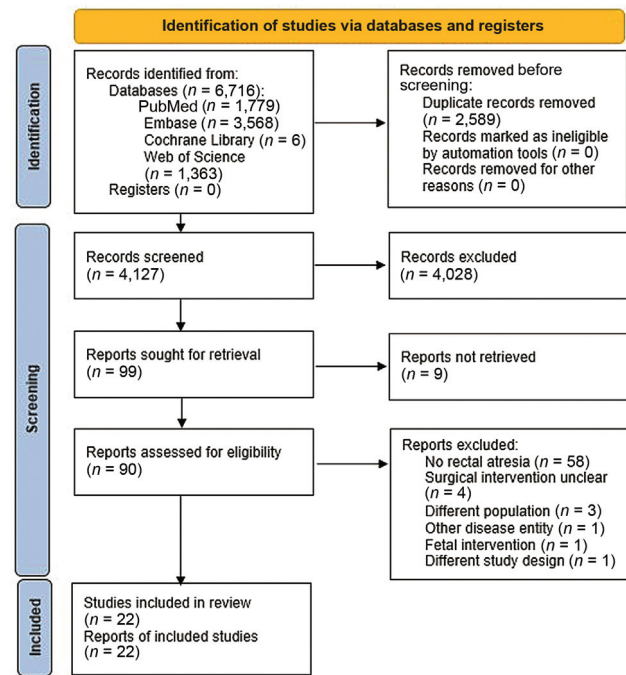 Identification of studies via databases and registers
Identification
Records identified from:
Databases (n = 6,716):
PubMed (n = 1,779)
Embase (n = 3,568)
Cochrane Library (n = 6)
Web of Science
(n = 1,363)
Registers (n = 0)
Records removed before
screening:
Duplicate records removed
(n = 2,589)
Records marked as ineligible
by automation tools (n = 0)
Records removed for other
reasons (n = 0)
Screening
Records screened
(n = 4,127)
Records excluded
(n = 4,028)
Reports sought for retrieval
(n = 99)
Reports not retrieved
(n = 9)
Reports assessed for eligibility
(n = 90)
Reports excluded:
No rectal atresia (n = 58)
Surgical intervention unclear
(n = 4)
Different population (n = 3)
Other disease entity (n = 1)
Fetal intervention (n = 1)
Different study design (n = 1)
Included
Studies included in review
(n = 22)
Reports of included studies
(n = 22)